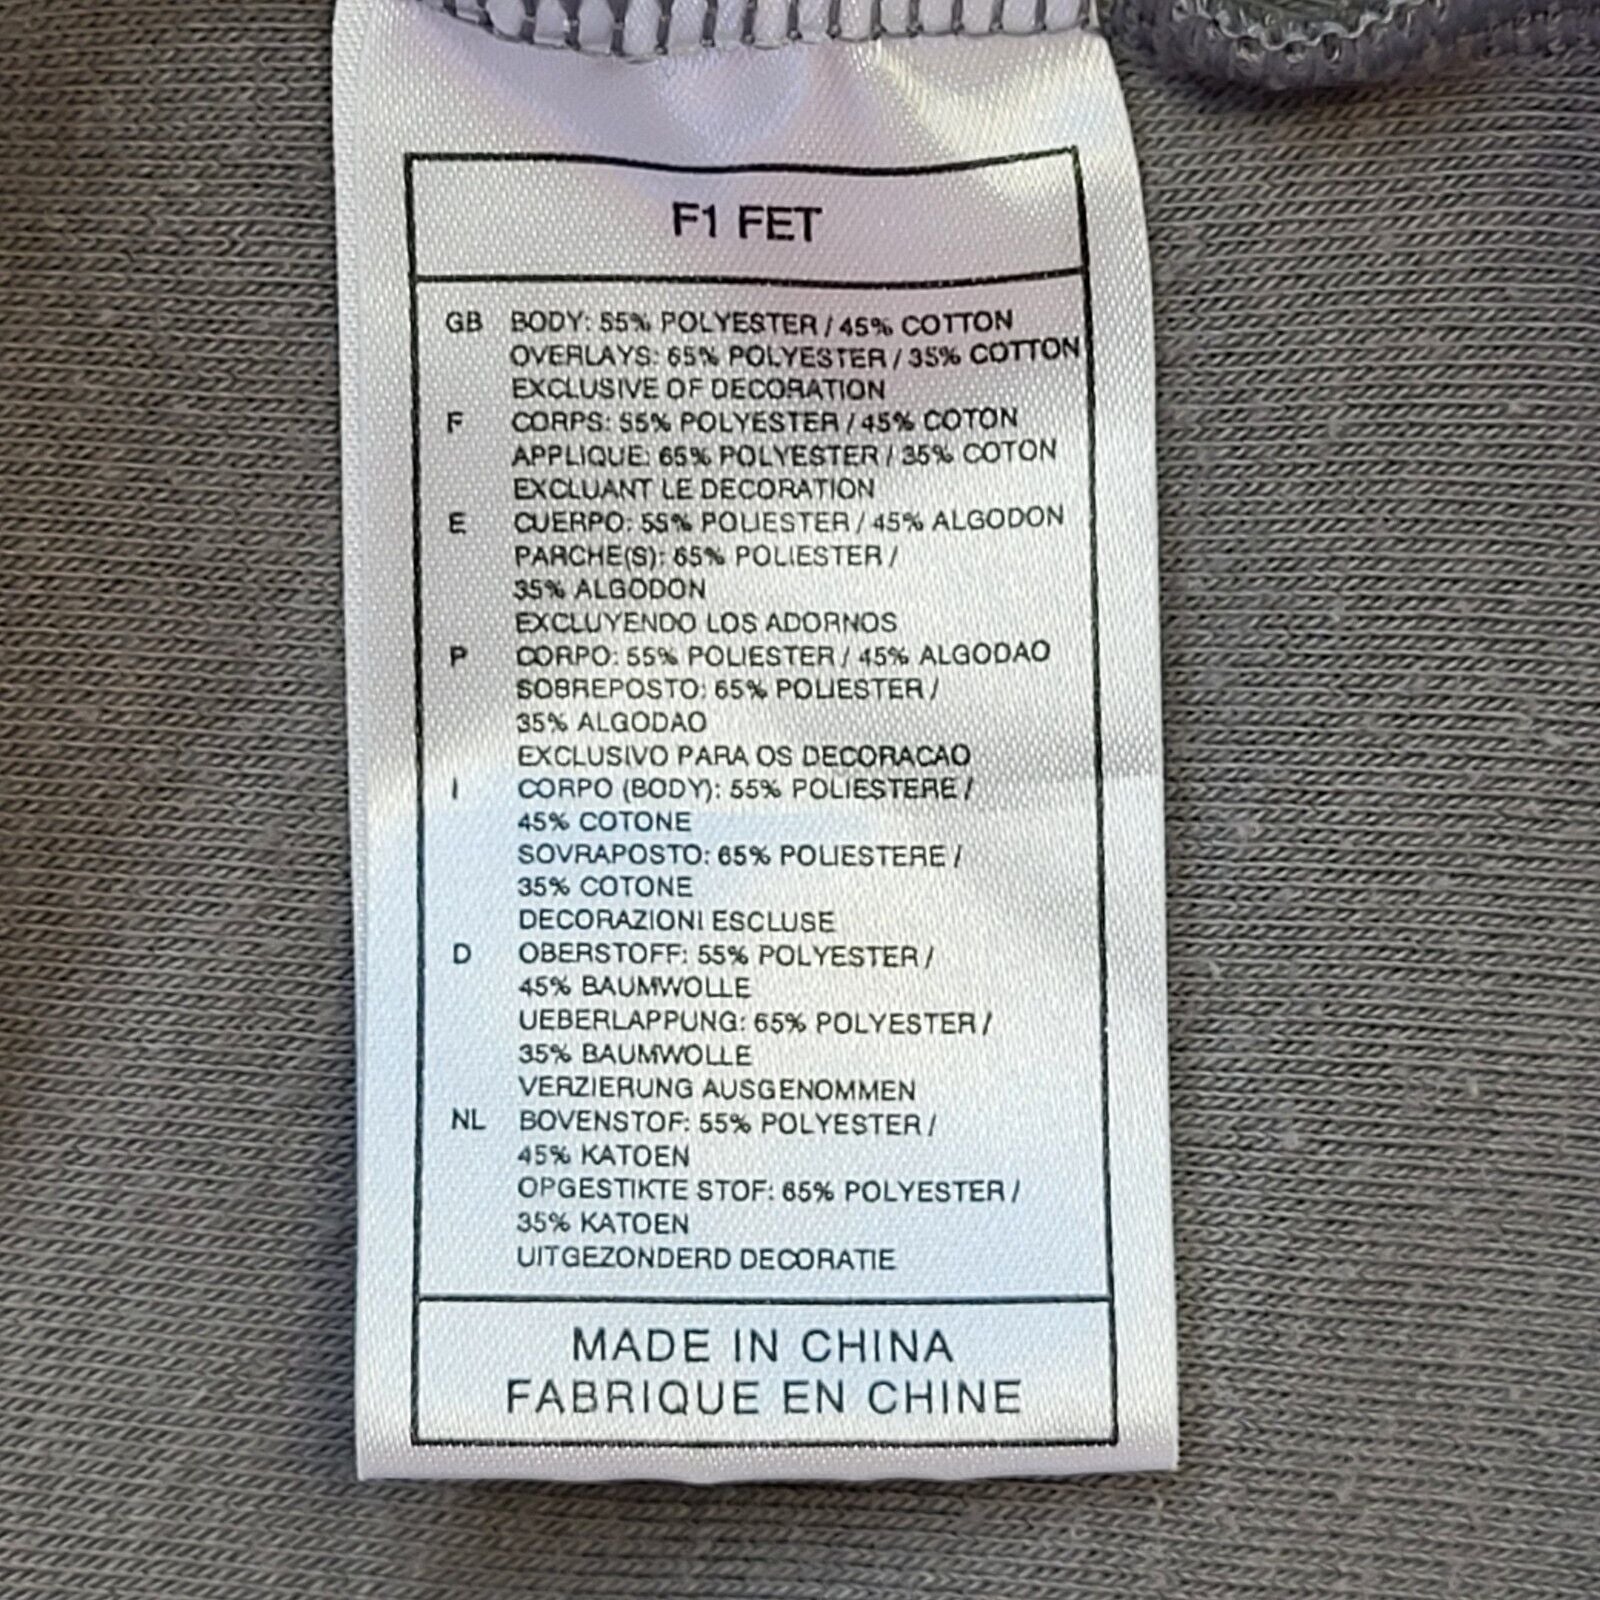 F1 FET
GB BODY: 55% POLYESTER / 45% COTTON
OVERLAYS: 65% POLYESTER / 35% COTTON
EXCLUSIVE OF DECORATION
F CORPS: 55% POLYESTER / 45% COTON
APPLIQUE: 65% POLYESTER / 35% COTON
EXCLUANT LE DECORATION
E CUERPO: 55% POLIESTER / 45% ALGODON
PARCHE(S): 65% POLIESTER /
35% ALGODON
EXCLUYENDO LOS ADORNOS
P CORPO: 55% POLIESTER / 45% ALGODAO
SOBREPOSTO: 65% POLIESTER /
35% ALGODAO
EXCLUSIVO PARA OS DECORACAO
I CORPO (BODY): 55% POLIESTERE /
45% COTONE
SOVRAPOSTO: 65% POLIESTERE /
35% COTONE
DECORAZIONI ESCLUSE
D OBERSTOFF: 55% POLYESTER /
45% BAUMWOLLE
UEBERLAPPUNG: 65% POLYESTER /
35% BAUMWOLLE
VERZIERUNG AUSGENOMMEN
NL BOVENSTOF: 55% POLYESTER /
45% KATOEN
OPGESTIKTE STOF: 65% POLYESTER /
35% KATOEN
UITGEZONDERD DECORATIE
MADE IN CHINA
FABRIQUE EN CHINE